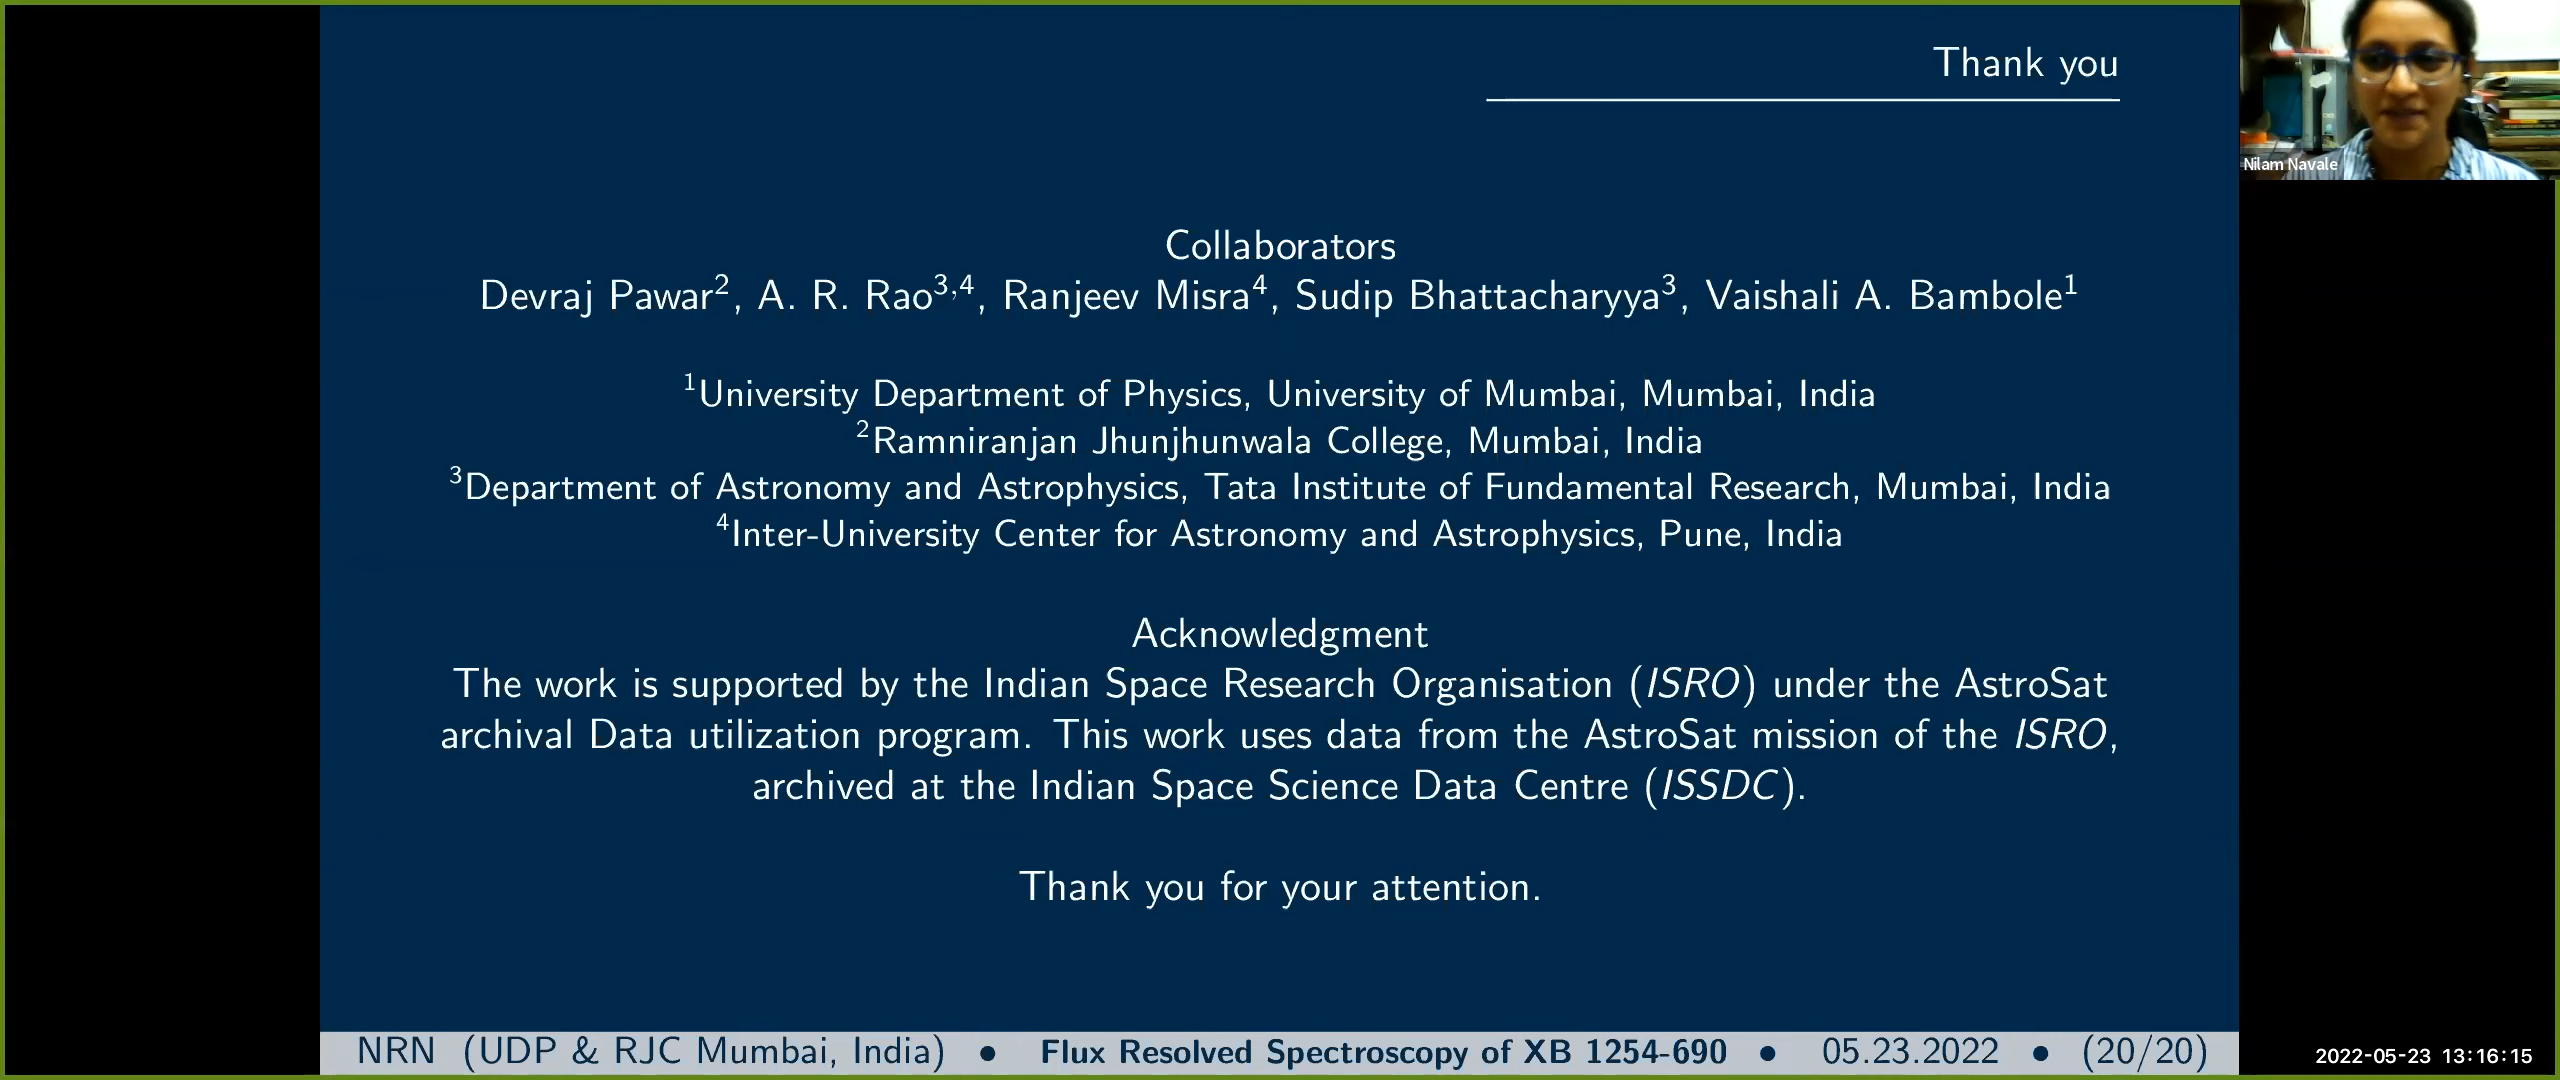 Thank you
Nilam Navale
Collaborators
Devraj Pawar², A. R. Rao³,⁴, Ranjeev Misra⁴, Sudip Bhattacharyya³, Vaishali A. Bambole¹
¹University Department of Physics, University of Mumbai, Mumbai, India
²Ramniranjan Jhunjhunwala College, Mumbai, India
³Department of Astronomy and Astrophysics, Tata Institute of Fundamental Research, Mumbai, India
⁴Inter-University Center for Astronomy and Astrophysics, Pune, India
Acknowledgment
The work is supported by the Indian Space Research Organisation (ISRO) under the AstroSat
archival Data utilization program. This work uses data from the AstroSat mission of the ISRO,
archived at the Indian Space Science Data Centre (ISSDC).
Thank you for your attention.
NRN (UDP & RJC Mumbai, India) • Flux Resolved Spectroscopy of XB 1254-690 • 05.23.2022 • (20/20)
2022-05-23 13:16:15